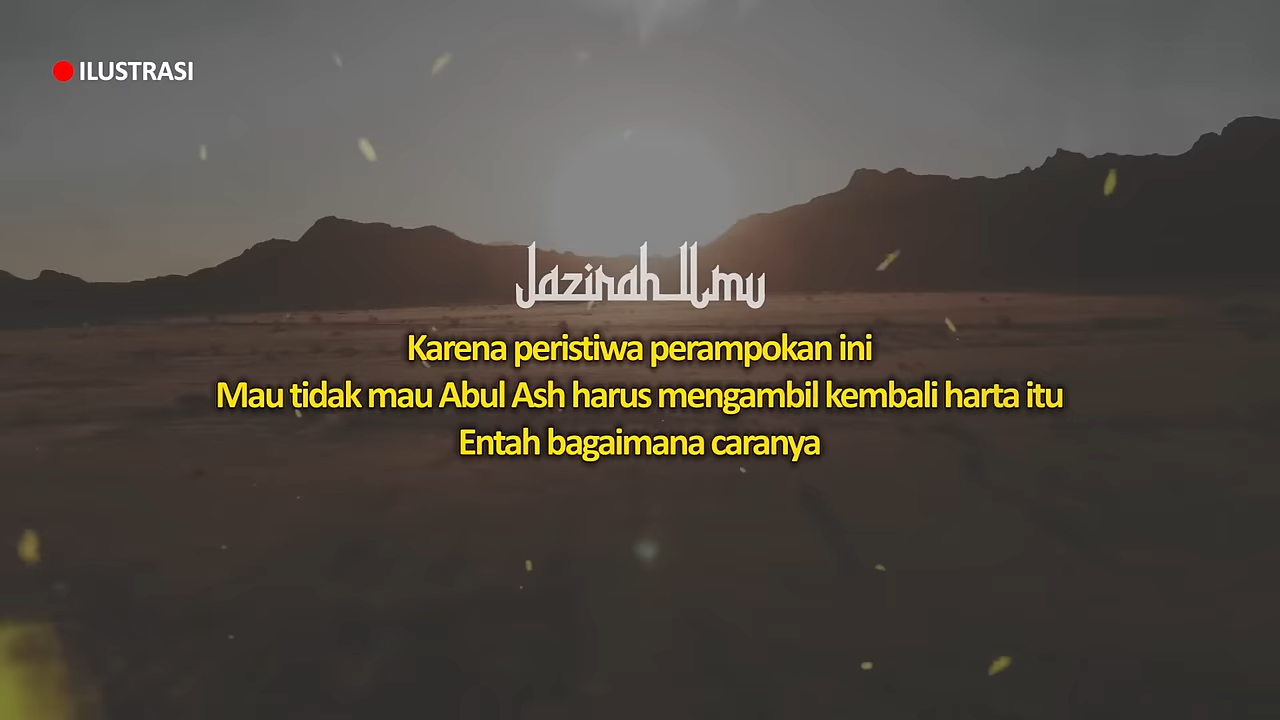 ILUSTRASI
Jazirah Ilmu
Karena peristiwa perampokan ini
Mau tidak mau Abul Ash harus mengambil kembali harta itu
Entah bagaimana caranya